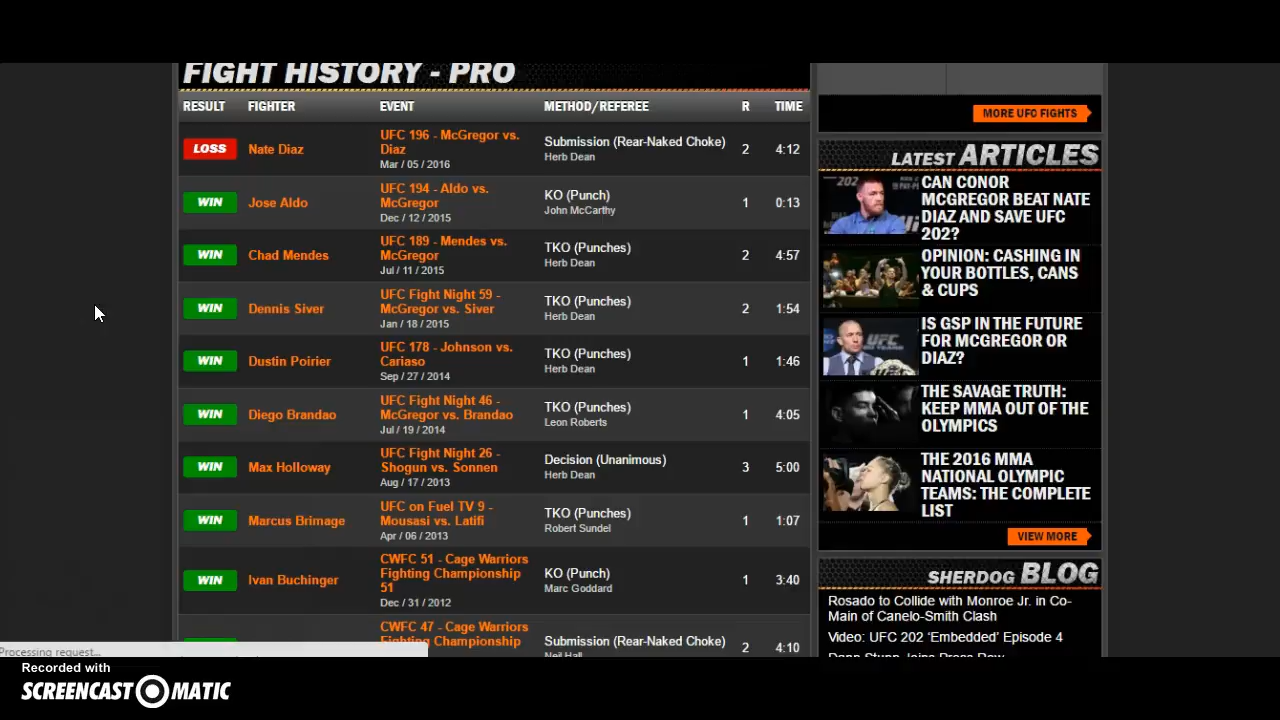 FIGHT HISTORY - PRO
RESULT FIGHTER EVENT METHOD/REFEREE R TIME
LOSS Nate Diaz UFC 196 - McGregor vs. Diaz Mar / 05 / 2016 Submission (Rear-Naked Choke) Herb Dean 2 4:12
WIN Jose Aldo UFC 194 - Aldo vs. McGregor Dec / 12 / 2015 KO (Punch) John McCarthy 1 0:13
WIN Chad Mendes UFC 189 - Mendes vs. McGregor Jul / 11 / 2015 TKO (Punches) Herb Dean 2 4:57
WIN Dennis Siver UFC Fight Night 59 - McGregor vs. Siver Jan / 18 / 2015 TKO (Punches) Herb Dean 2 1:54
WIN Dustin Poirier UFC 178 - Johnson vs. Cariaso Sep / 27 / 2014 TKO (Punches) Herb Dean 1 1:46
WIN Diego Brandao UFC Fight Night 46 - McGregor vs. Brandao Jul / 19 / 2014 TKO (Punches) Leon Roberts 1 4:05
WIN Max Holloway UFC Fight Night 26 - Shogun vs. Sonnen Aug / 17 / 2013 Decision (Unanimous) Herb Dean 3 5:00
WIN Marcus Brimage UFC on Fuel TV 9 - Mousasi vs. Latifi Apr / 06 / 2013 TKO (Punches) Robert Sundel 1 1:07
WIN Ivan Buchinger CWFC 51 - Cage Warriors Fighting Championship 51 Dec / 31 / 2012 KO (Punch) Marc Goddard 1 3:40
CWFC 47 - Cage Warriors Fighting Championship Submission (Rear-Naked Choke) Neil Hall 2 4:10
MORE UFC FIGHTS
LATEST ARTICLES
202
CAN CONOR
MCGREGOR BEAT NATE
DIAZ AND SAVE UFC
202?
OPINION: CASHING IN
YOUR BOTTLES, CANS
& CUPS
UFC
IS GSP IN THE FUTURE
FOR MCGREGOR OR
DIAZ?
THE SAVAGE TRUTH:
KEEP MMA OUT OF THE
OLYMPICS
THE 2016 MMA
NATIONAL OLYMPIC
TEAMS: THE COMPLETE
LIST
VIEW MORE
SHERDOG BLOG
Rosado to Collide with Monroe Jr. in Co-
Main of Canelo-Smith Clash
Video: UFC 202 ‘Embedded’ Episode 4
Processing request...
Recorded with
SCREENCAST MATIC